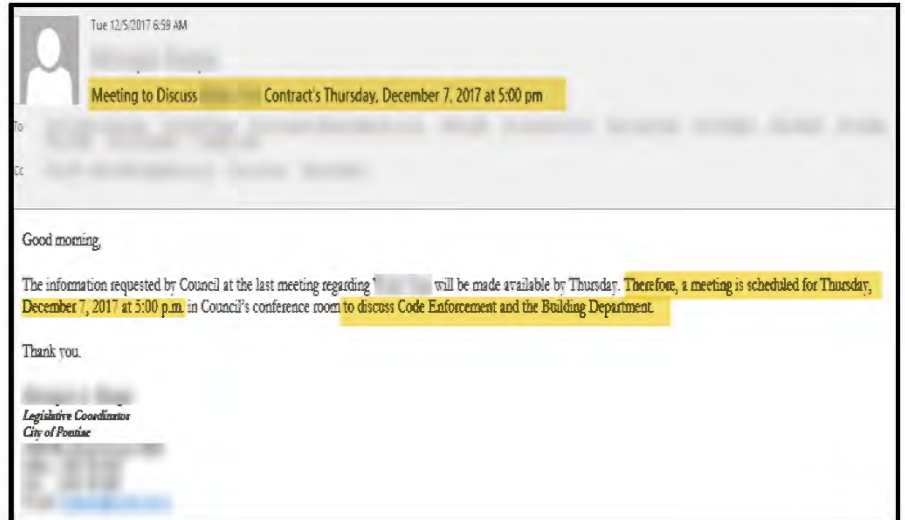 Tue 12/5/2017 6:59 AM
Meeting to Discuss Contract's Thursday, December 7, 2017 at 5:00 pm
To
Cc
Good morning,
The information requested by Council at the last meeting regarding will be made available by Thursday. Therefore, a meeting is scheduled for Thursday,
December 7, 2017 at 5:00 p.m. in Council's conference room to discuss Code Enforcement and the Building Department.
Thank you.
Legislative Coordinator
City of Pontiac